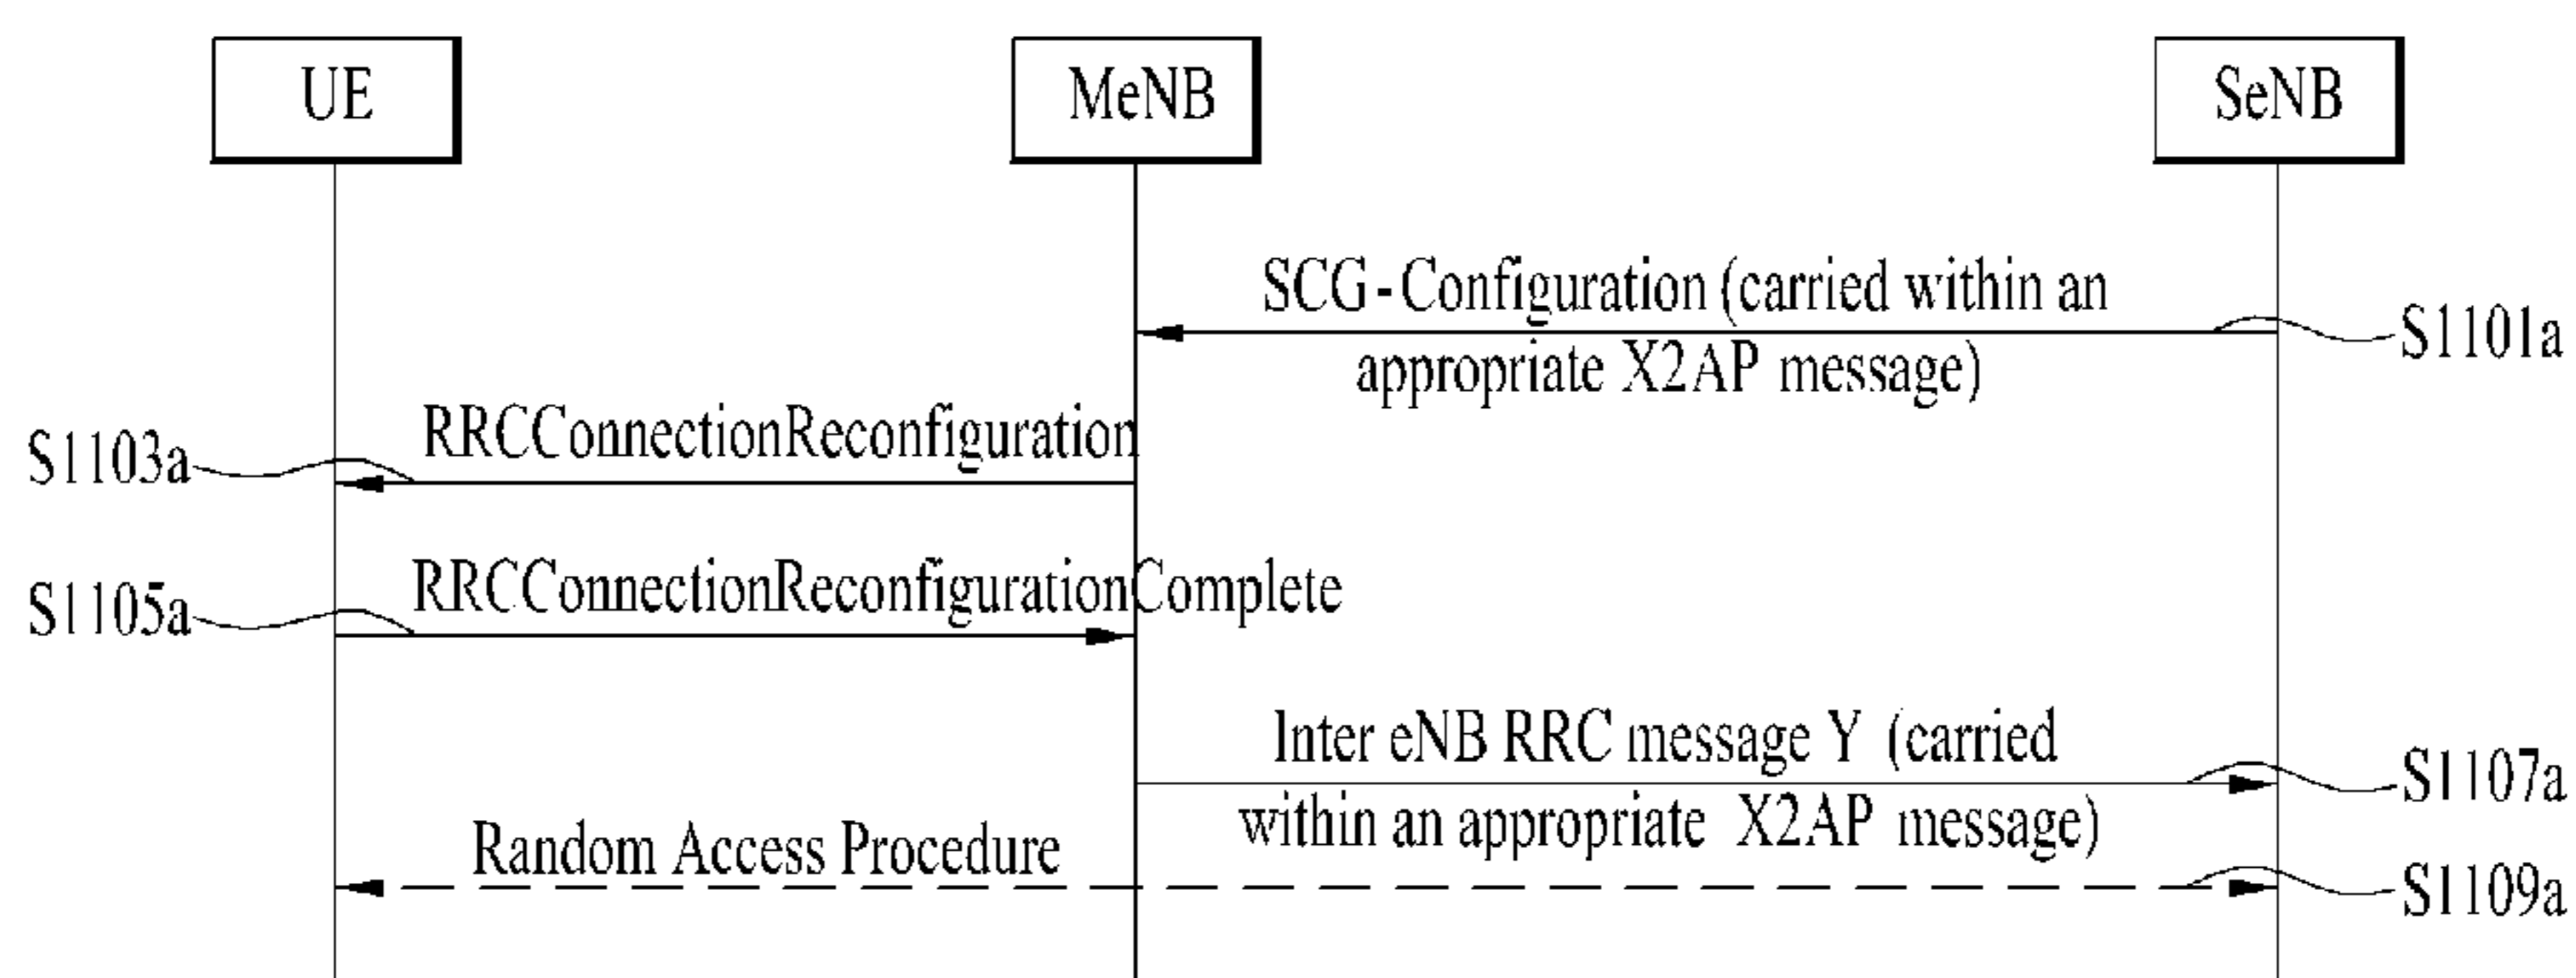 UE
MeNB
SeNB
SCG-Configuration (carried within an
appropriate X2AP message)
S1101a
RRCConnectionReconfiguration
S1103a
RRCConnectionReconfigurationComplete
S1105a
Inter eNB RRC message Y (carried
within an appropriate X2AP message)
S1107a
Random Access Procedure
S1109a